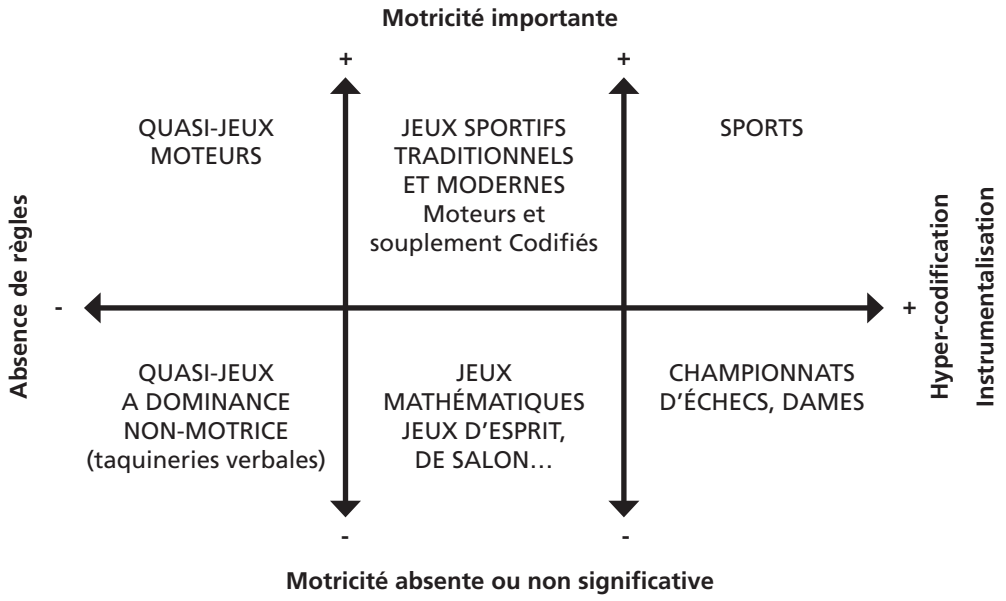 Motricité importante
+
+
QUASI-JEUX
MOTEURS
JEUX SPORTIFS
TRADITIONNELS
ET MODERNES
Moteurs et
souplement Codifiés
SPORTS
Absence de règles
-
+
Hyper-codification
Instrumentalisation
QUASI-JEUX
A DOMINANCE
NON-MOTRICE
(taquineries verbales)
JEUX
MATHÉMATIQUES
JEUX D'ESPRIT,
DE SALON…
CHAMPIONNATS
D'ÉCHECS, DAMES
-
-
Motricité absente ou non significative